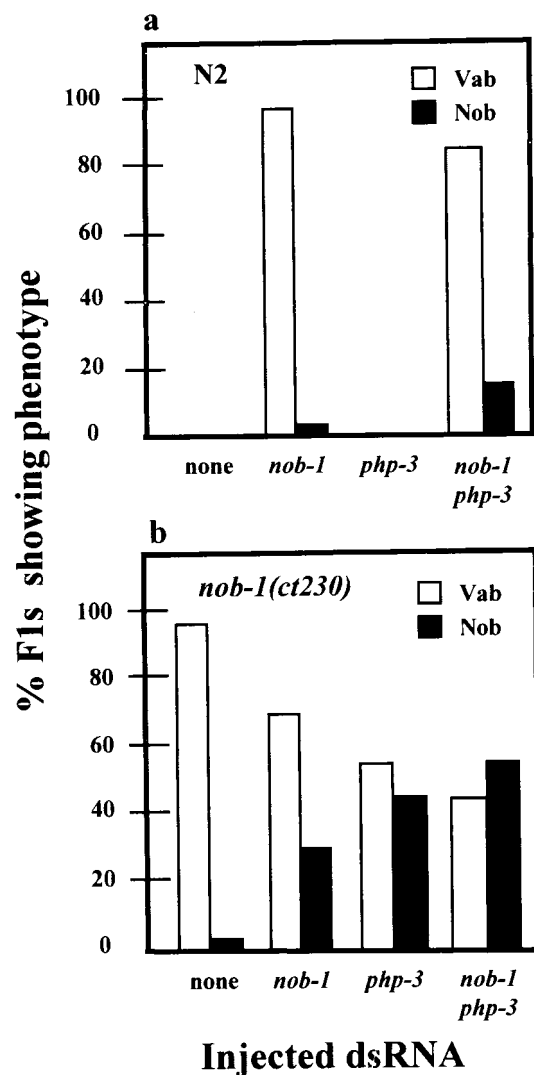 a
N2
Vab
Nob
100
80
60
40
20
0
none nob-1 php-3 nob-1
php-3
% F1s showing phenotype
b
nob-1(ct230)
Vab
Nob
100
80
60
40
20
0
none nob-1 php-3 nob-1
php-3
Injected dsRNA